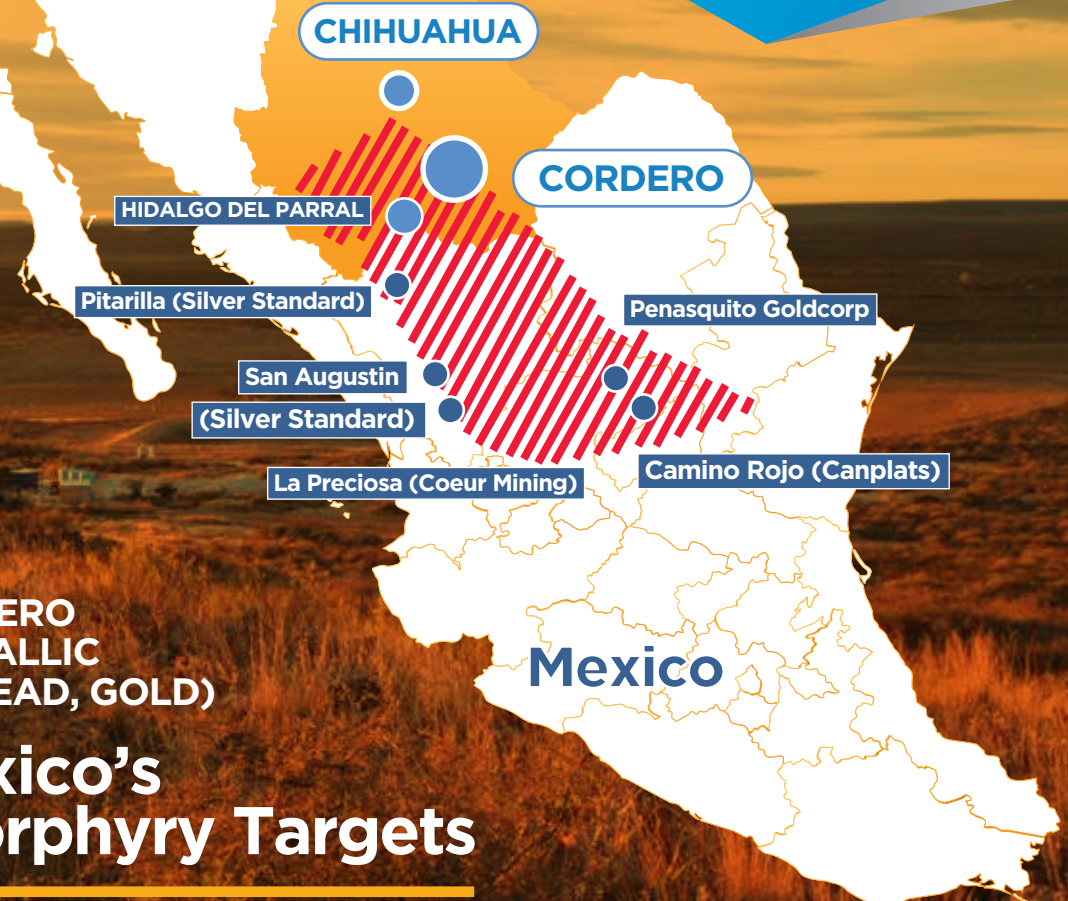 CHIHUAHUA
CORDERO
HIDALGO DEL PARRAL
Pitarilla (Silver Standard)
Penasquito Goldcorp
San Augustin
(Silver Standard)
Camino Rojo (Canplats)
La Preciosa (Coeur Mining)
ERO
ALLIC
EAD, GOLD)
Mexico
xico’s
orphyry Targets